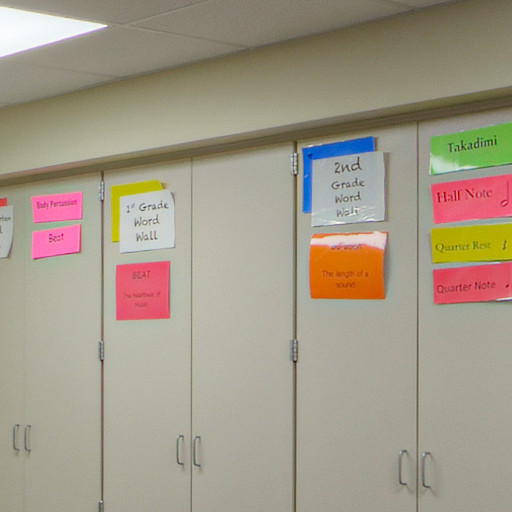 Body Percussion
Beat
1st Grade
Word
Wall
BEAT
The heartbeat of
music
2nd
Grade
Word
Wall
The length of a
sound
Takadimi
Half Note
Quarter Rest
Quarter Note